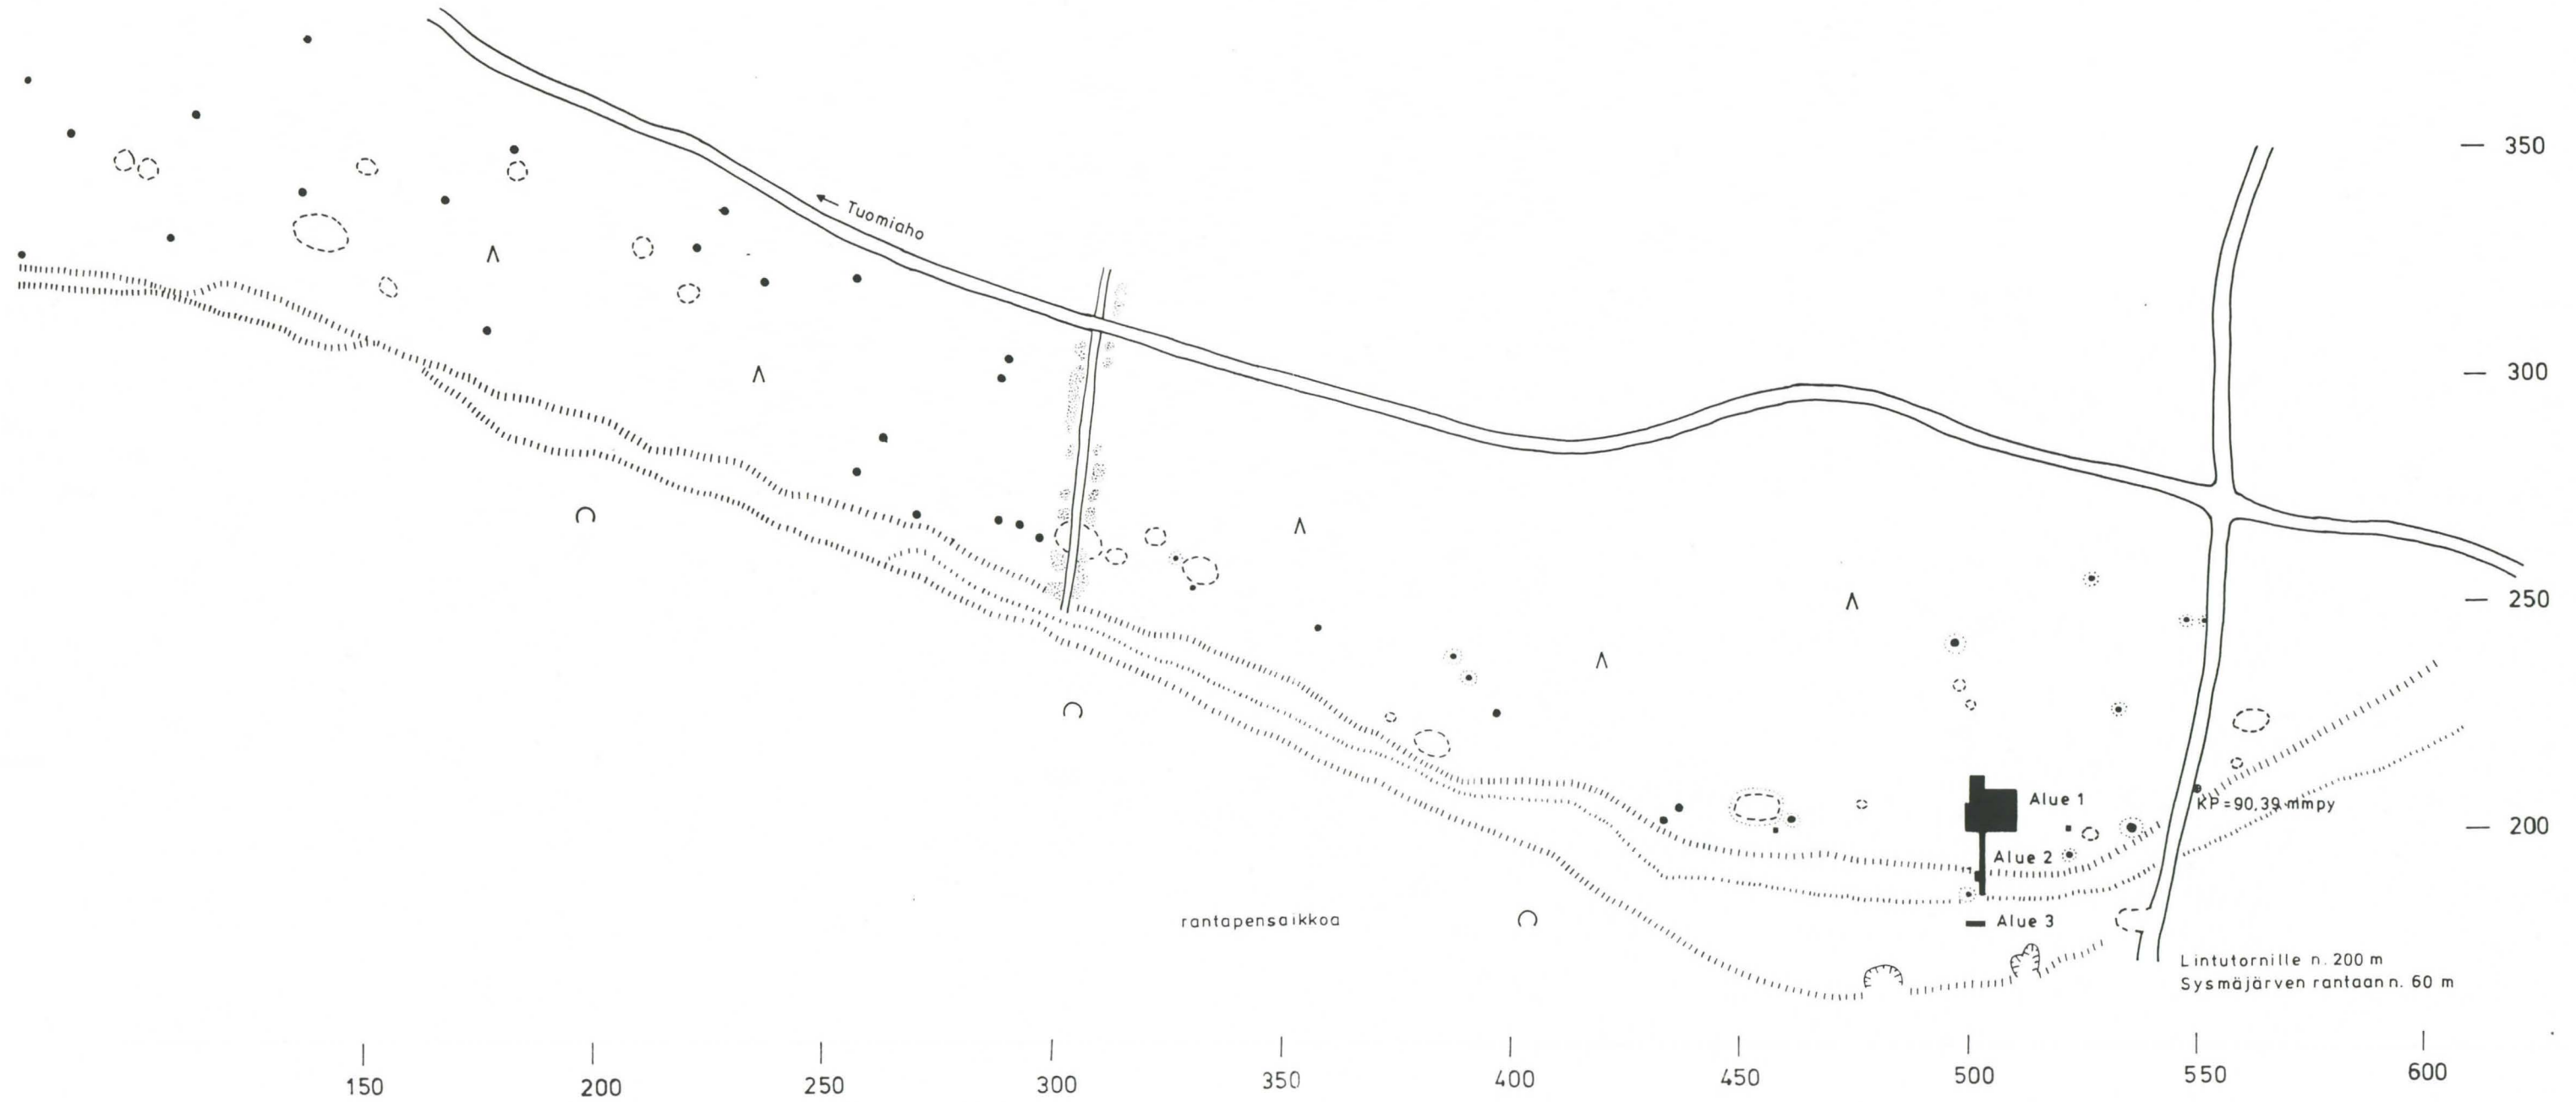 350
Tuomiaho
300
250
Alue 1
KP=90,39 mmpy
200
Alue 2
rantapensaikkoa
Alue 3
Lintutornille n. 200 m
Sysmäjärven rantaan n. 60 m
150 200 250 300 350 400 450 500 550 600